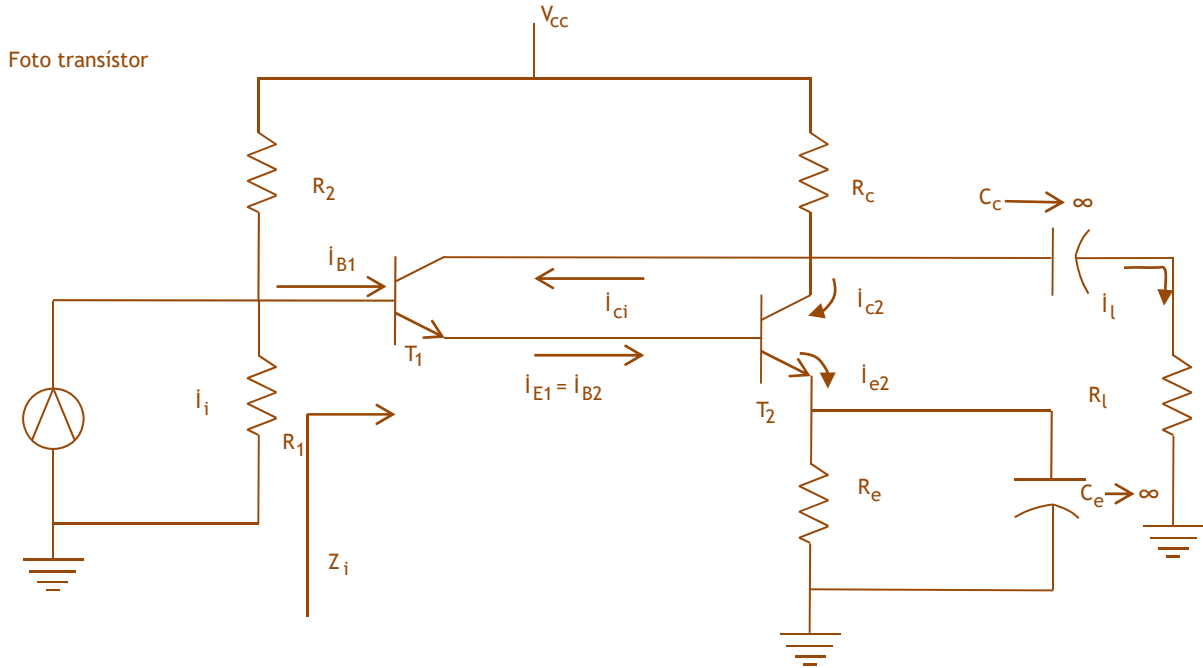 Vcc
Foto transístor
R2
Rc
Cc → ∞
iB1
ici
ic2
il
T1
iE1 = iB2
ie2
ii
R1
T2
Rl
Re
Ce → ∞
Zi